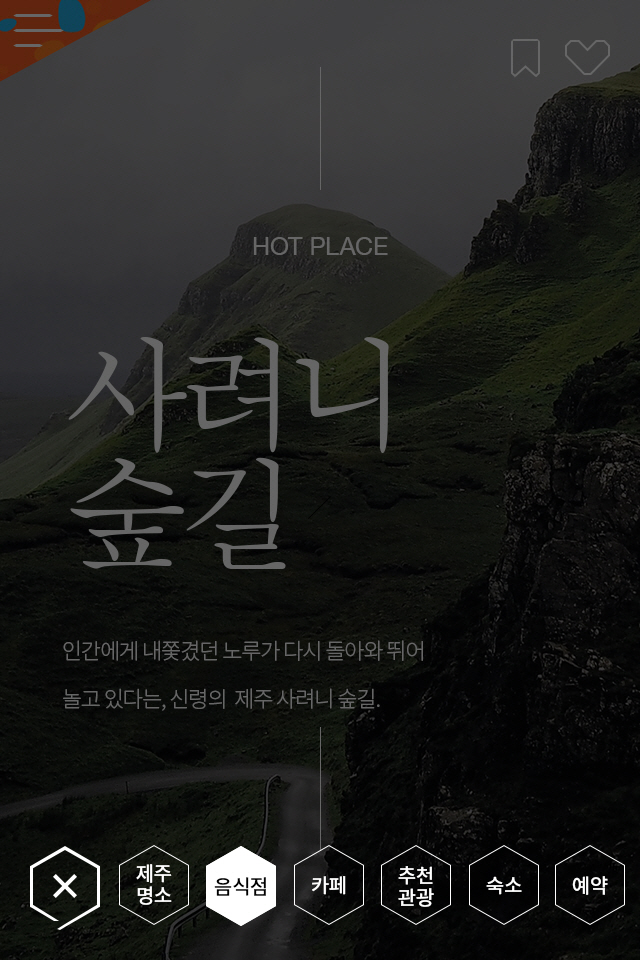 HOT PLACE
사려니
숲길
인간에게 내쫓겼던 노루가 다시 돌아와 뛰어
놀고 있다는, 신령의 제주 사려니 숲길.
제주
명소
음식점
카페
추천
관광
숙소
예약